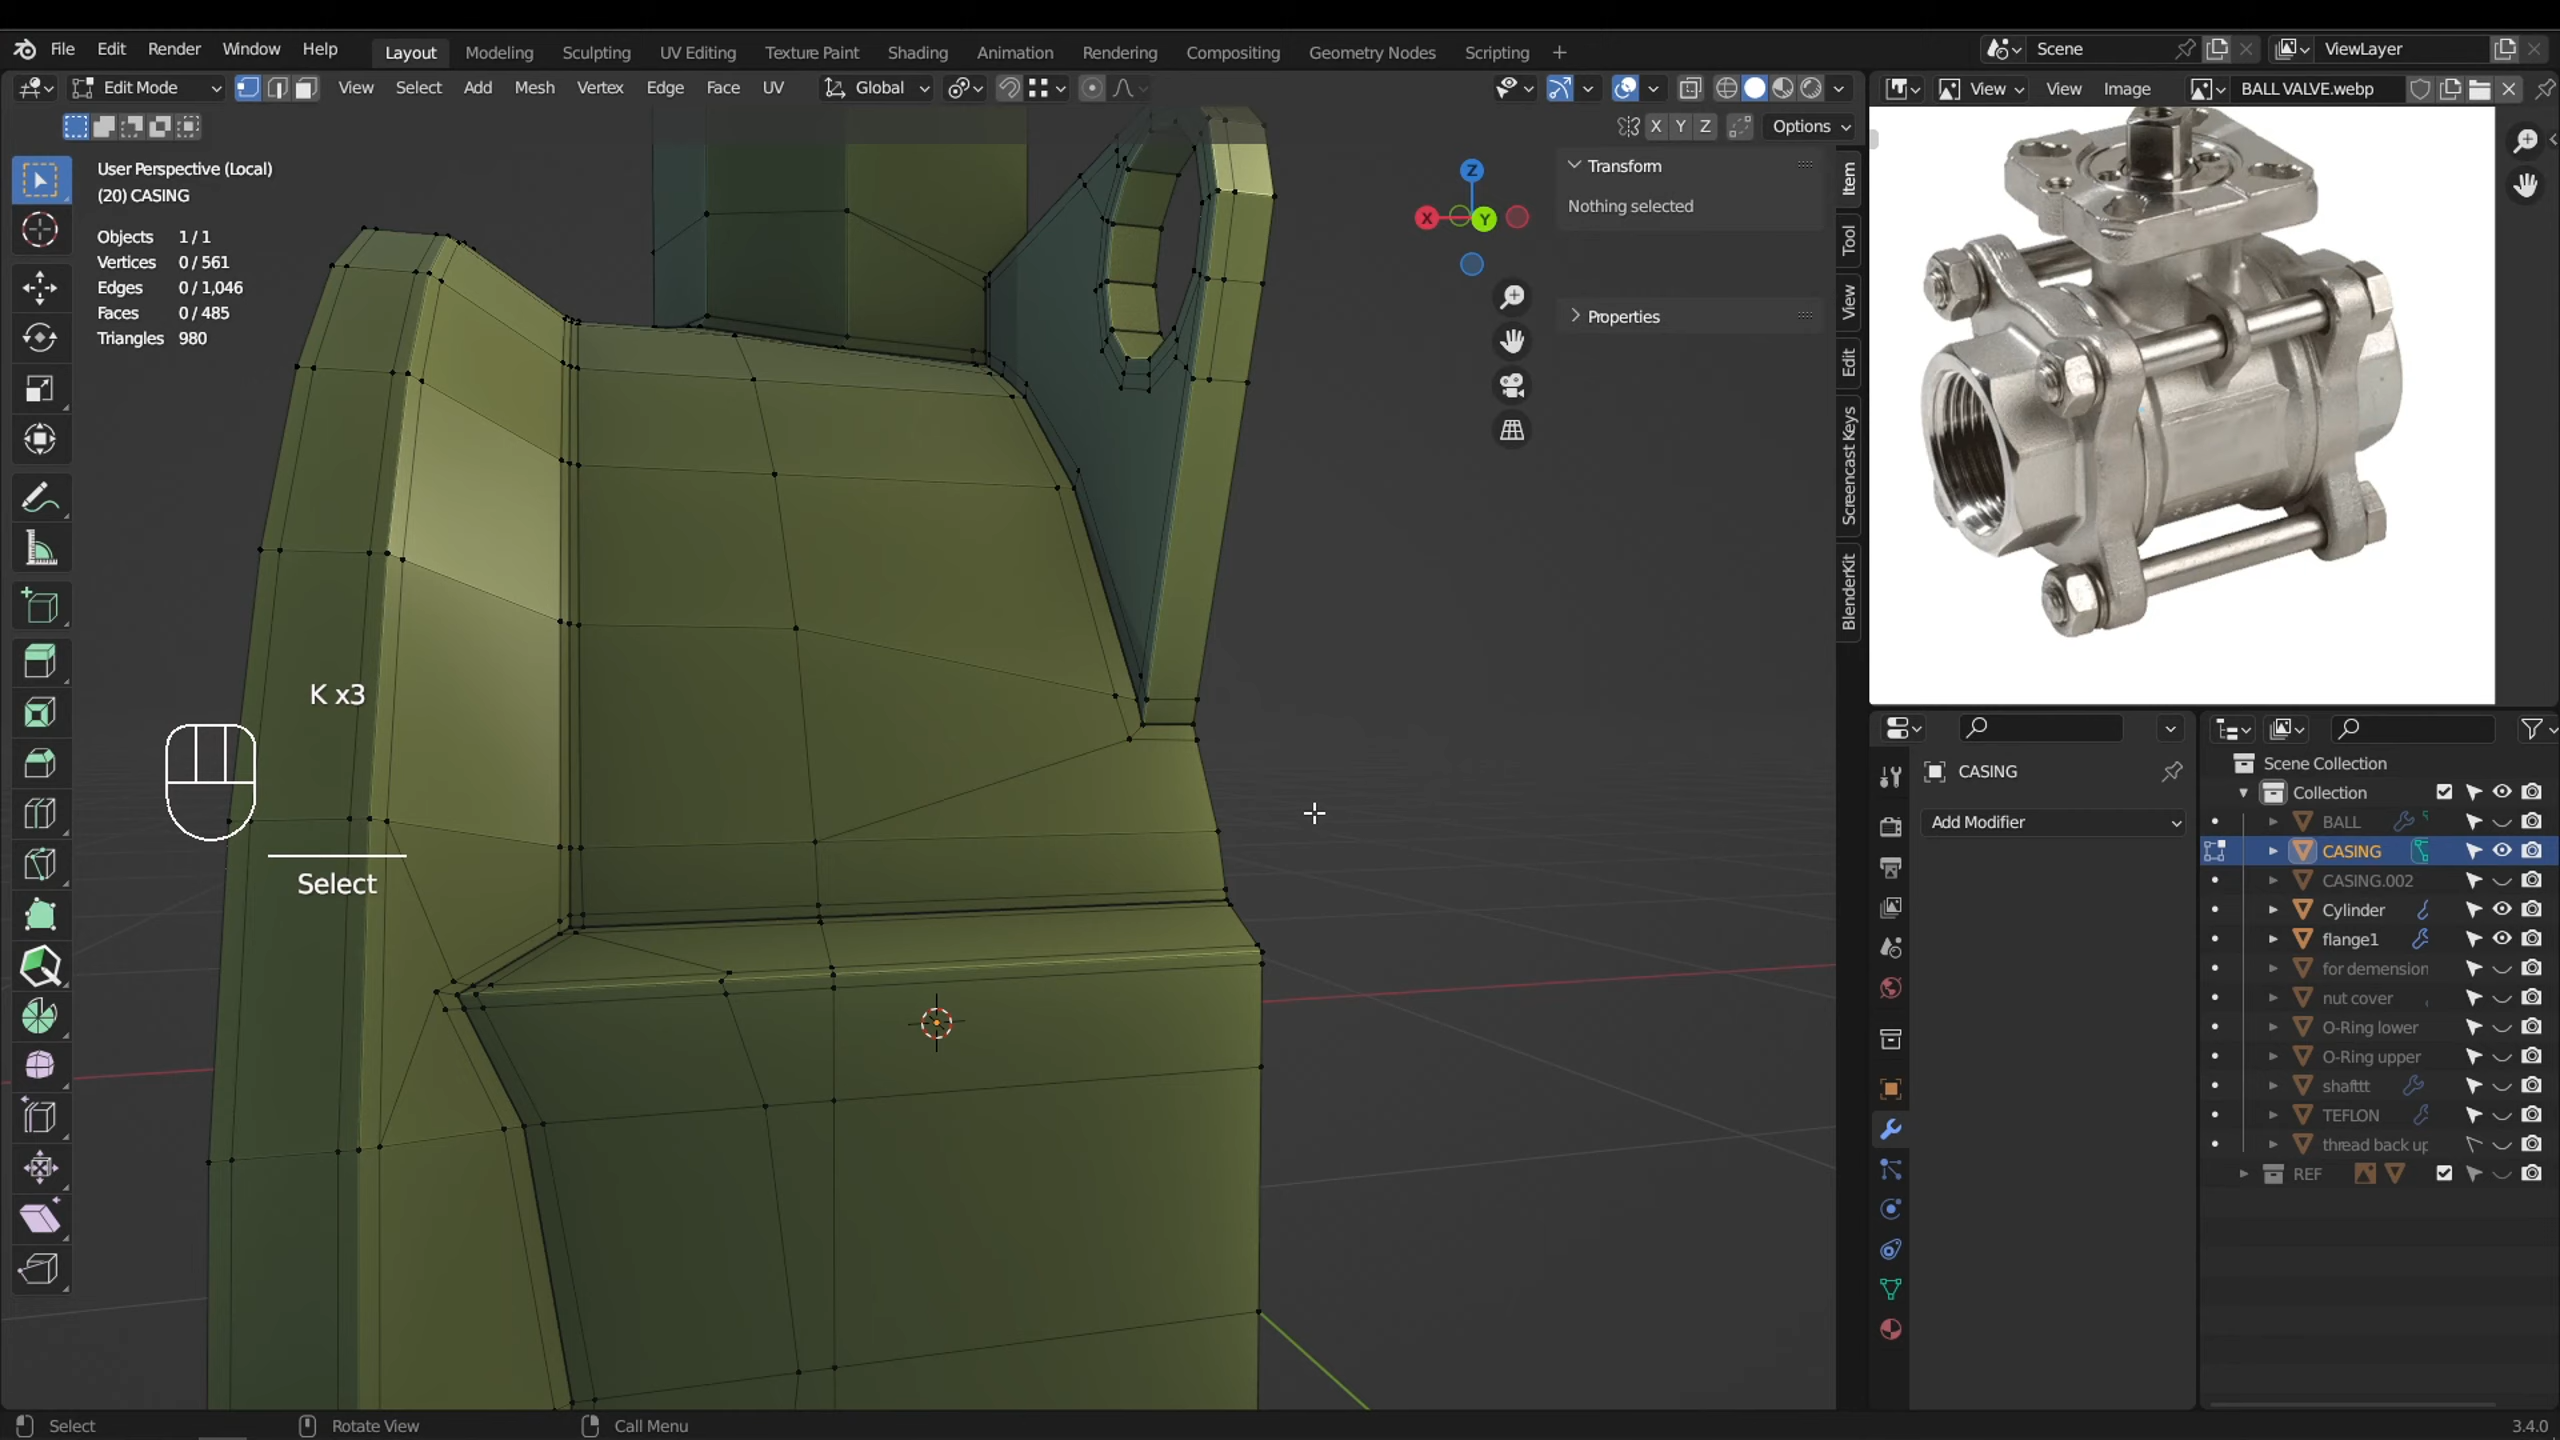 File Edit Render Window Help Layout Modeling Sculpting UV Editing Texture Paint Shading Animation Rendering Compositing Geometry Nodes Scripting + Scene ViewLayer
Edit Mode View Select Add Mesh Vertex Edge Face UV Global View View Image BALL VALVE.webp
X Y Z Options
User Perspective (Local)
(20) CASING
Objects 1 / 1
Vertices 0 / 561
Edges 0 / 1,046
Faces 0 / 485
Triangles 980
Z
X
Y
Transform
Nothing selected
Properties
Item
Tool
View
Edit
Screencast Keys
BlenderKit
K x3
Select
CASING
Add Modifier
Scene Collection
Collection
BALL
CASING
CASING.002
Cylinder
flange1
for demension
nut cover
O-Ring lower
O-Ring upper
shafttt
TEFLON
thread back up
REF
Select Rotate View Call Menu 3.4.0